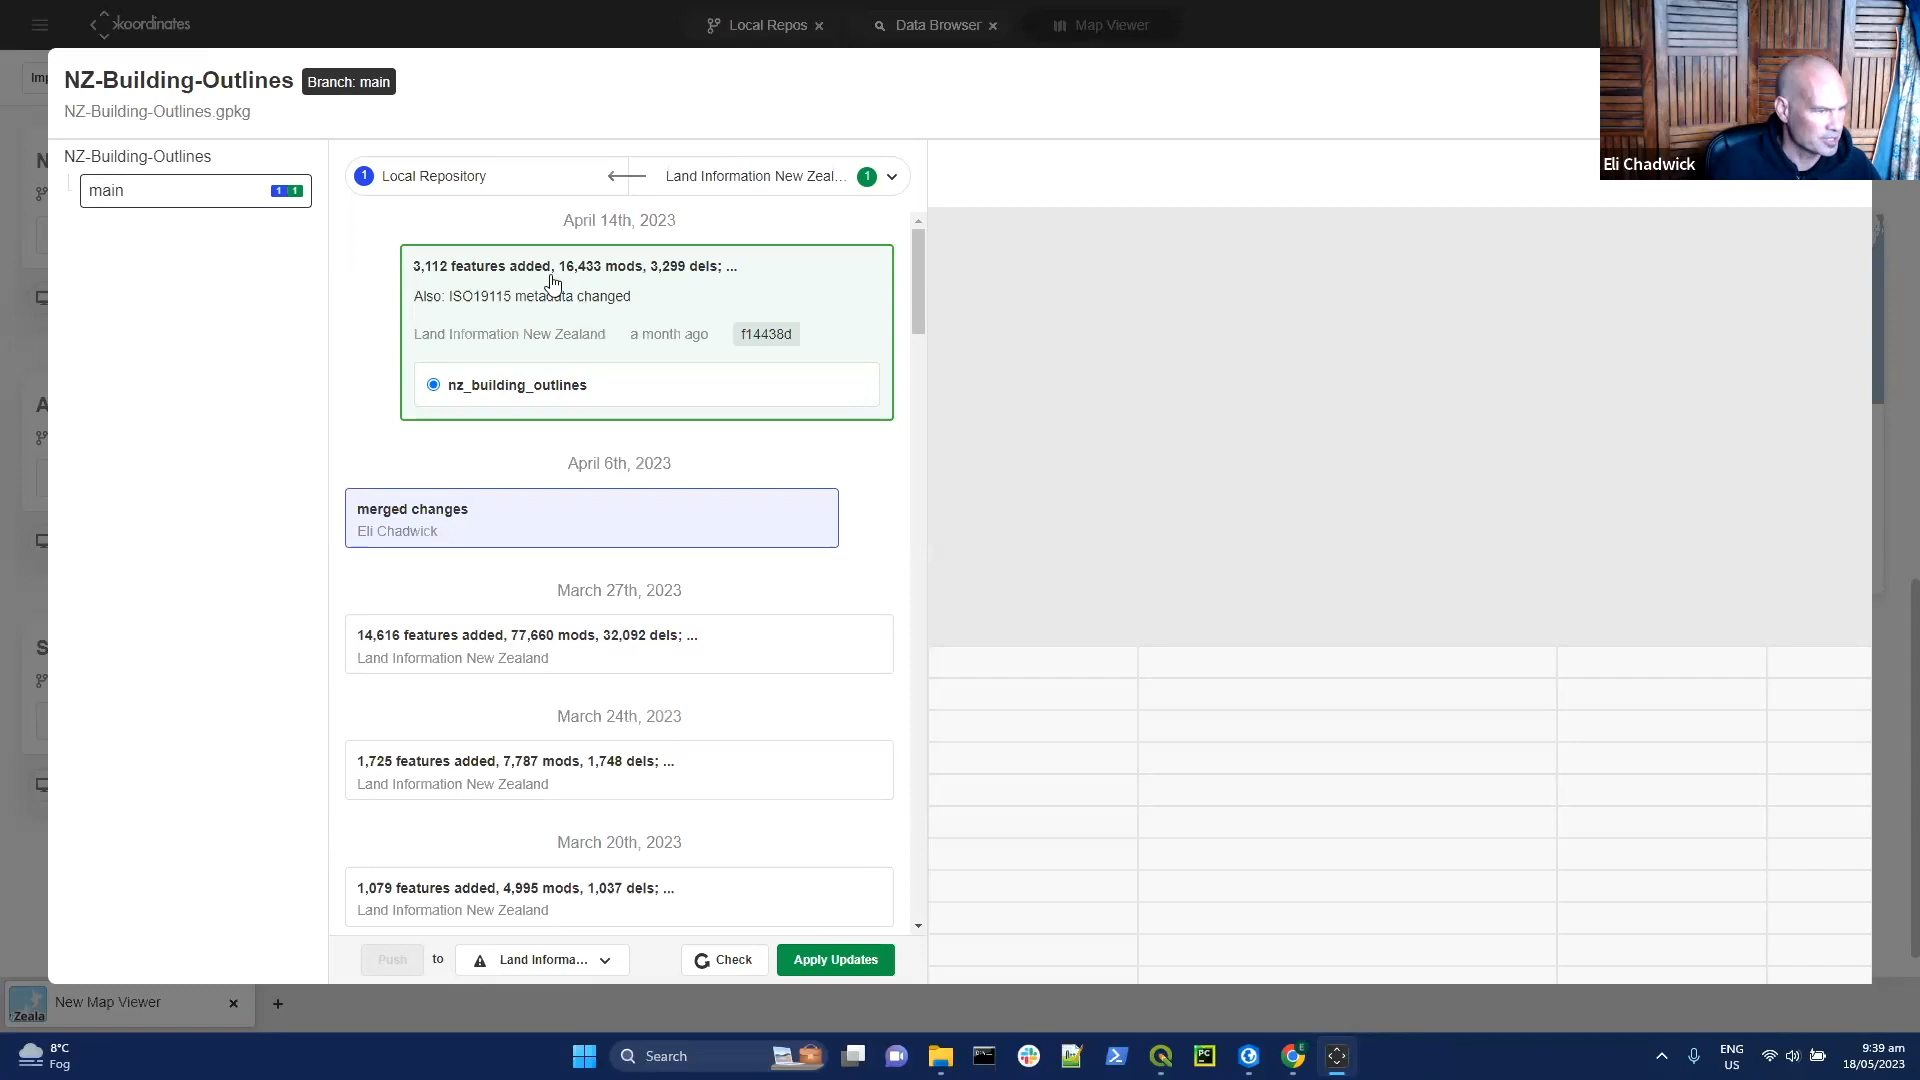 koordinates
Local Repos
Data Browser
Map Viewer
Imp
NZ-Building-Outlines
Branch: main
NZ-Building-Outlines.gpkg
Eli Chadwick
NZ-Building-Outlines
main
1 1
1 Local Repository
Land Information New Zeal... 1
April 14th, 2023
3,112 features added, 16,433 mods, 3,299 dels; ...
Also: ISO19115 metadata changed
Land Information New Zealand a month ago f14438d
nz_building_outlines
April 6th, 2023
merged changes
Eli Chadwick
March 27th, 2023
14,616 features added, 77,660 mods, 32,092 dels; ...
Land Information New Zealand
March 24th, 2023
1,725 features added, 7,787 mods, 1,748 dels; ...
Land Information New Zealand
March 20th, 2023
1,079 features added, 4,995 mods, 1,037 dels; ...
Land Information New Zealand
Push to Land Informa... Check Apply Updates
N
A
S
Zeala
New Map Viewer
8°C
Fog
Search
PC
E
ENG
US
9:39 am
18/05/2023